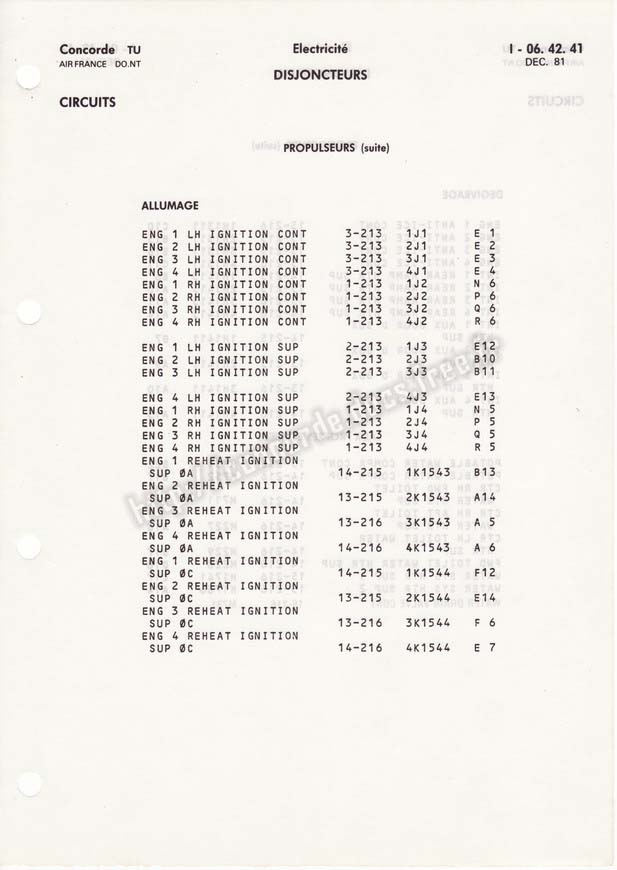 Concorde TU
AIR FRANCE DO.NT
Electricité
DISJONCTEURS
I - 06. 42. 41
DEC. 81
CIRCUITS
PROPULSEURS (suite)
ALLUMAGE
ENG 1 LH IGNITION CONT 3-213 1J1 E 1
ENG 2 LH IGNITION CONT 3-213 2J1 E 2
ENG 3 LH IGNITION CONT 3-213 3J1 E 3
ENG 4 LH IGNITION CONT 3-213 4J1 E 4
ENG 1 RH IGNITION CONT 1-213 1J2 N 6
ENG 2 RH IGNITION CONT 1-213 2J2 P 6
ENG 3 RH IGNITION CONT 1-213 3J2 Q 6
ENG 4 RH IGNITION CONT 1-213 4J2 R 6
ENG 1 LH IGNITION SUP 2-213 1J3 E12
ENG 2 LH IGNITION SUP 2-213 2J3 B10
ENG 3 LH IGNITION SUP 2-213 3J3 B11
ENG 4 LH IGNITION SUP 2-213 4J3 E13
ENG 1 RH IGNITION SUP 1-213 1J4 N 5
ENG 2 RH IGNITION SUP 1-213 2J4 P 5
ENG 3 RH IGNITION SUP 1-213 3J4 Q 5
ENG 4 RH IGNITION SUP 1-213 4J4 R 5
ENG 1 REHEAT IGNITION
SUP ØA 14-215 1K1543 B13
ENG 2 REHEAT IGNITION
SUP ØA 13-215 2K1543 A14
ENG 3 REHEAT IGNITION
SUP ØA 13-216 3K1543 A 5
ENG 4 REHEAT IGNITION
SUP ØA 14-216 4K1543 A 6
ENG 1 REHEAT IGNITION
SUP ØC 14-215 1K1544 F12
ENG 2 REHEAT IGNITION
SUP ØC 13-215 2K1544 E14
ENG 3 REHEAT IGNITION
SUP ØC 13-216 3K1544 F 6
ENG 4 REHEAT IGNITION
SUP ØC 14-216 4K1544 E 7